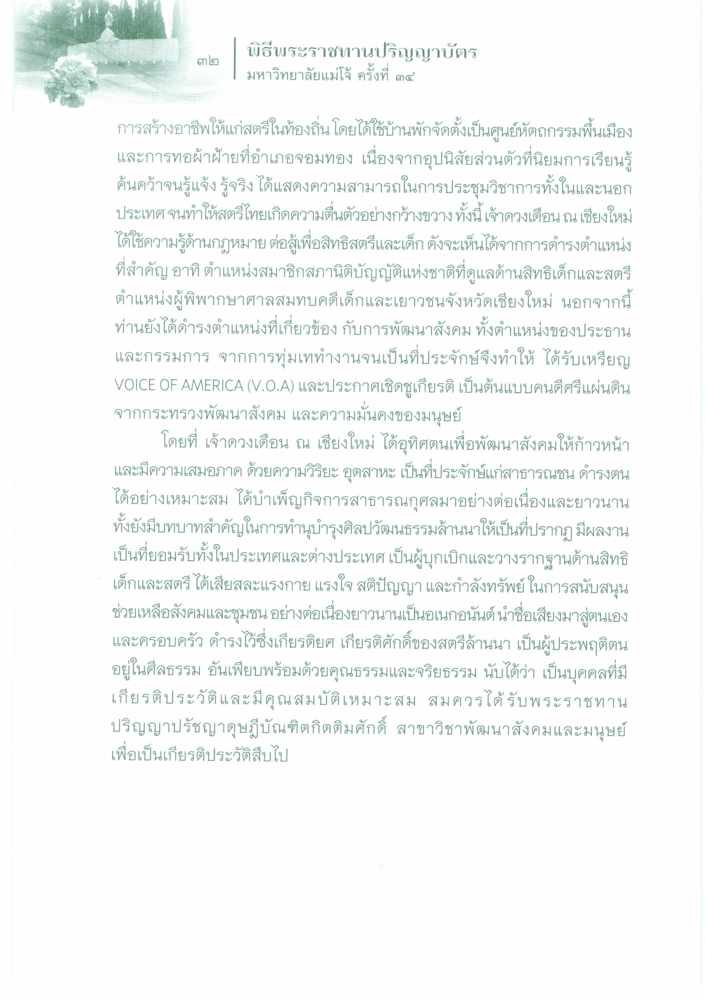 ๓๒
พิธีพระราชทานปริญญาบัตร
มหาวิทยาลัยแม่โจ้ ครั้งที่ ๓๔
การสร้างอาชีพให้แก่สตรีในท้องถิ่น โดยได้ใช้บ้านพักจัดตั้งเป็นศูนย์หัตถกรรมพื้นเมือง
และการทอผ้าฝ้ายที่อำเภอจอมทอง เนื่องจากอุปนิสัยส่วนตัวที่นิยมการเรียนรู้
ค้นคว้าจนรู้แจ้ง รู้จริง ได้แสดงความสามารถในการประชุมวิชาการทั้งในและนอก
ประเทศ จนทำให้สตรีไทยเกิดความตื่นตัวอย่างกว้างขวาง ทั้งนี้ เจ้าดวงเดือน ณ เชียงใหม่
ได้ใช้ความรู้ด้านกฎหมาย ต่อสู้เพื่อสิทธิสตรีและเด็ก ดังจะเห็นได้จากการดำรงตำแหน่ง
ที่สำคัญ อาทิ ตำแหน่งสมาชิกสภานิติบัญญัติแห่งชาติที่ดูแลด้านสิทธิเด็กและสตรี
ตำแหน่งผู้พิพากษาศาลสมทบคดีเด็กและเยาวชนจังหวัดเชียงใหม่ นอกจากนี้
ท่านยังได้ดำรงตำแหน่งที่เกี่ยวข้อง กับการพัฒนาสังคม ทั้งตำแหน่งของประธาน
และกรรมการ จากการทุ่มเททำงานจนเป็นที่ประจักษ์จึงทำให้ ได้รับเหรียญ
VOICE OF AMERICA (V.O.A) และประกาศเชิดชูเกียรติ เป็นต้นแบบคนดีศรีแผ่นดิน
จากกระทรวงพัฒนาสังคม และความมั่นคงของมนุษย์
โดยที่ เจ้าดวงเดือน ณ เชียงใหม่ ได้อุทิศตนเพื่อพัฒนาสังคมให้ก้าวหน้า
และมีความเสมอภาค ด้วยความวิริยะ อุตสาหะ เป็นที่ประจักษ์แก่สาธารณชน ดำรงตน
ได้อย่างเหมาะสม ได้บำเพ็ญกิจการสาธารณกุศลมาอย่างต่อเนื่องและยาวนาน
ทั้งยังมีบทบาทสำคัญในการทำนุบำรุงศิลปวัฒนธรรมล้านนาให้เป็นที่ปรากฏ มีผลงาน
เป็นที่ยอมรับทั้งในประเทศและต่างประเทศ เป็นผู้บุกเบิกและวางรากฐานด้านสิทธิ
เด็กและสตรี ได้เสียสละแรงกาย แรงใจ สติปัญญา และกำลังทรัพย์ ในการสนับสนุน
ช่วยเหลือสังคมและชุมชน อย่างต่อเนื่องยาวนานเป็นอเนกอนันต์ นำชื่อเสียงมาสู่ตนเอง
และครอบครัว ดำรงไว้ซึ่งเกียรติยศ เกียรติศักดิ์ของสตรีล้านนา เป็นผู้ประพฤติตน
อยู่ในศีลธรรม อันเพียบพร้อมด้วยคุณธรรมและจริยธรรม นับได้ว่า เป็นบุคคลที่มี
เกียรติประวัติและมีคุณสมบัติเหมาะสม สมควรได้รับพระราชทาน
ปริญญาปรัชญาดุษฎีบัณฑิตกิตติมศักดิ์ สาขาวิชาพัฒนาสังคมและมนุษย์
เพื่อเป็นเกียรติประวัติสืบไป